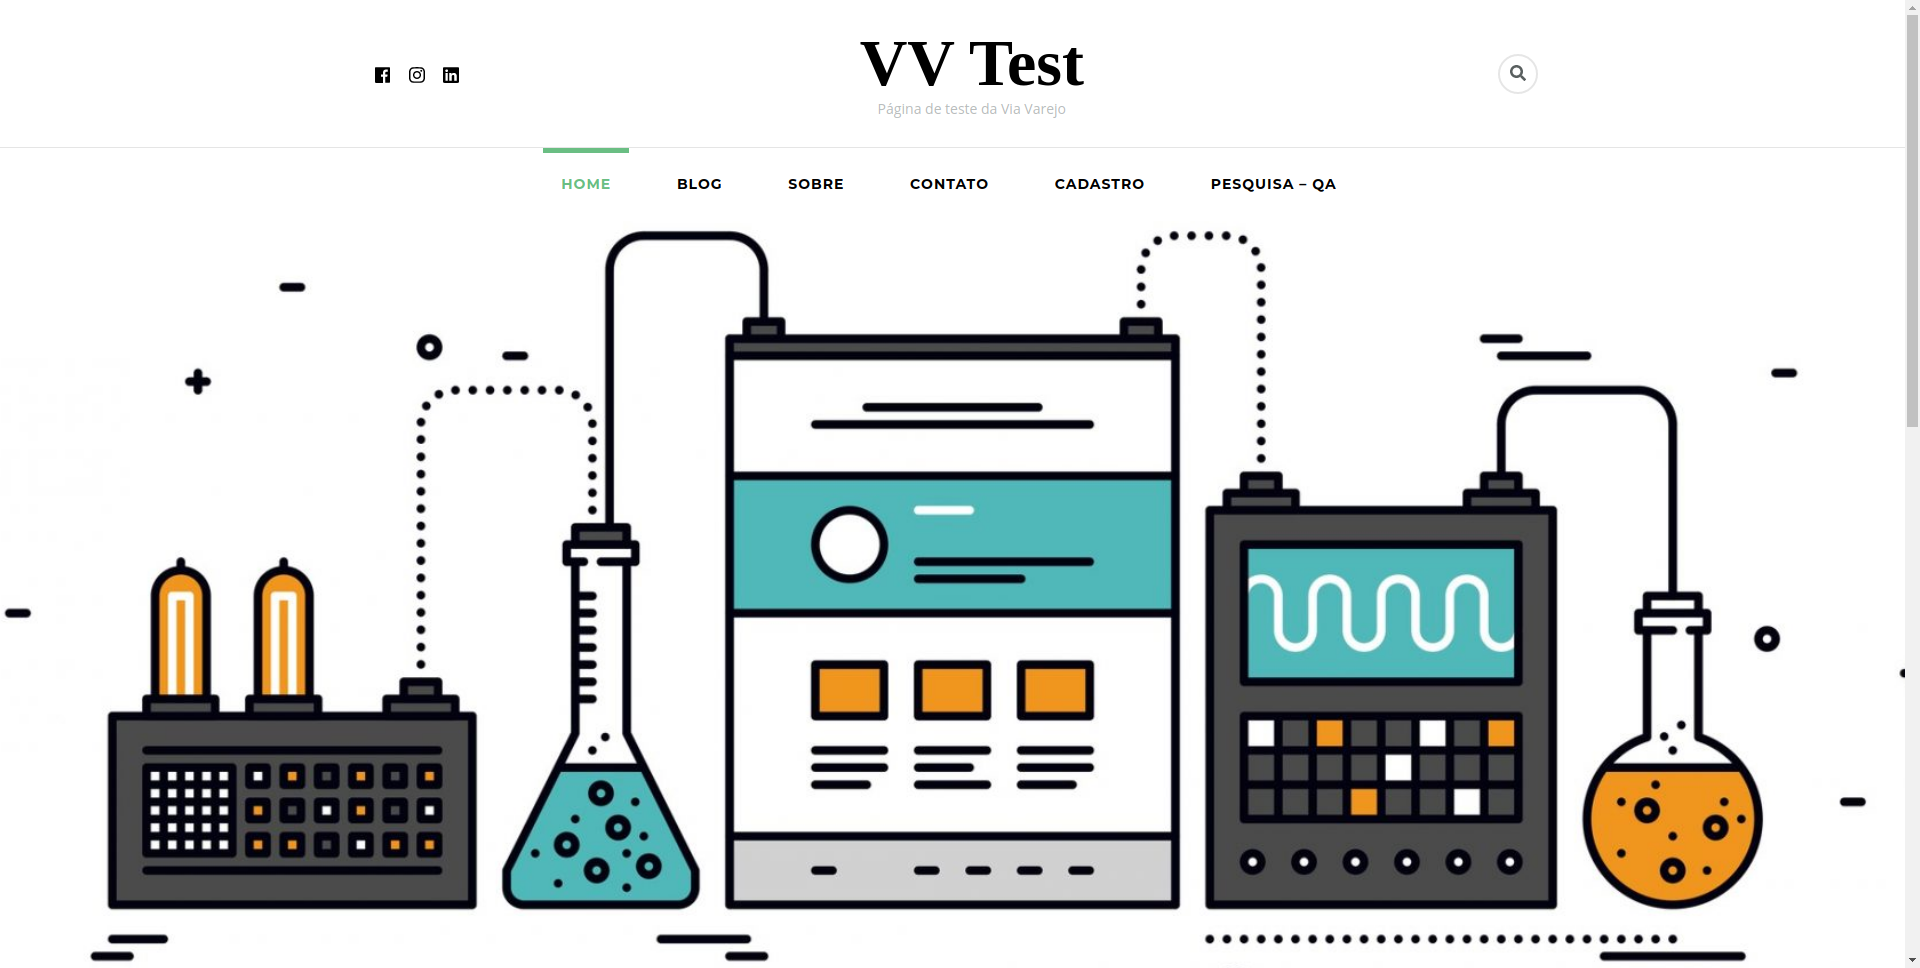 VV Test
Página de teste da Via Varejo
HOME BLOG SOBRE CONTATO CADASTRO PESQUISA – QA